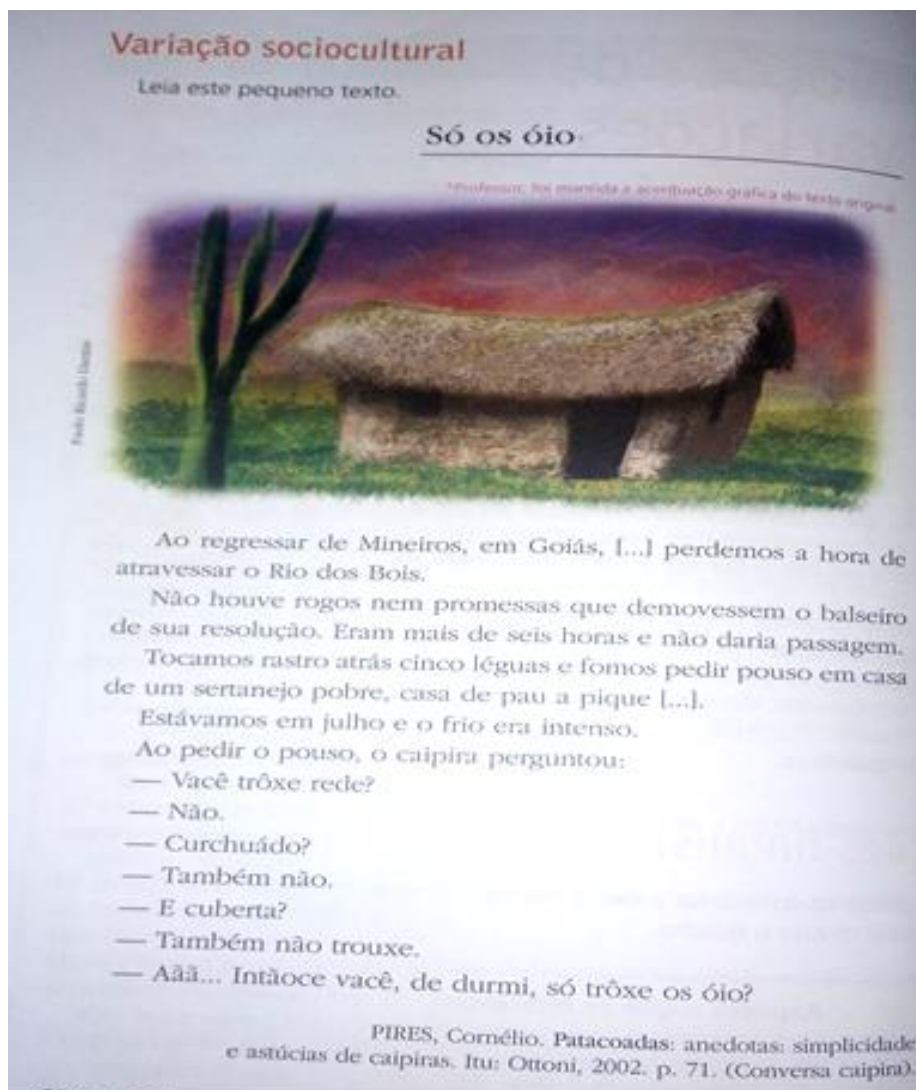 Variação sociocultural
Leia este pequeno texto.
Só os óio
*Professor: foi mantida a acentuação gráfica do texto original.
Ao regressar de Mineiros, em Goiás, [...] perdemos a hora de
atravessar o Rio dos Bois.
Não houve rogos nem promessas que demovessem o balseiro
de sua resolução. Eram mais de seis horas e não daria passagem.
Tocamos rastro atrás cinco léguas e fomos pedir pouso em casa
de um sertanejo pobre, casa de pau a pique [...].
Estávamos em julho e o frio era intenso.
Ao pedir o pouso, o caipira perguntou:
— Vacê trôxe rede?
— Não.
— Curchuádo?
— Também não.
— E cuberta?
— Também não trouxe.
— Aãã... Intãoce vacê, de durmi, só trôxe os óio?
PIRES, Cornélio. Patacoadas: anedotas: simplicidade
e astúcias de caipiras. Itu: Ottoni, 2002. p. 71. (Conversa caipira).